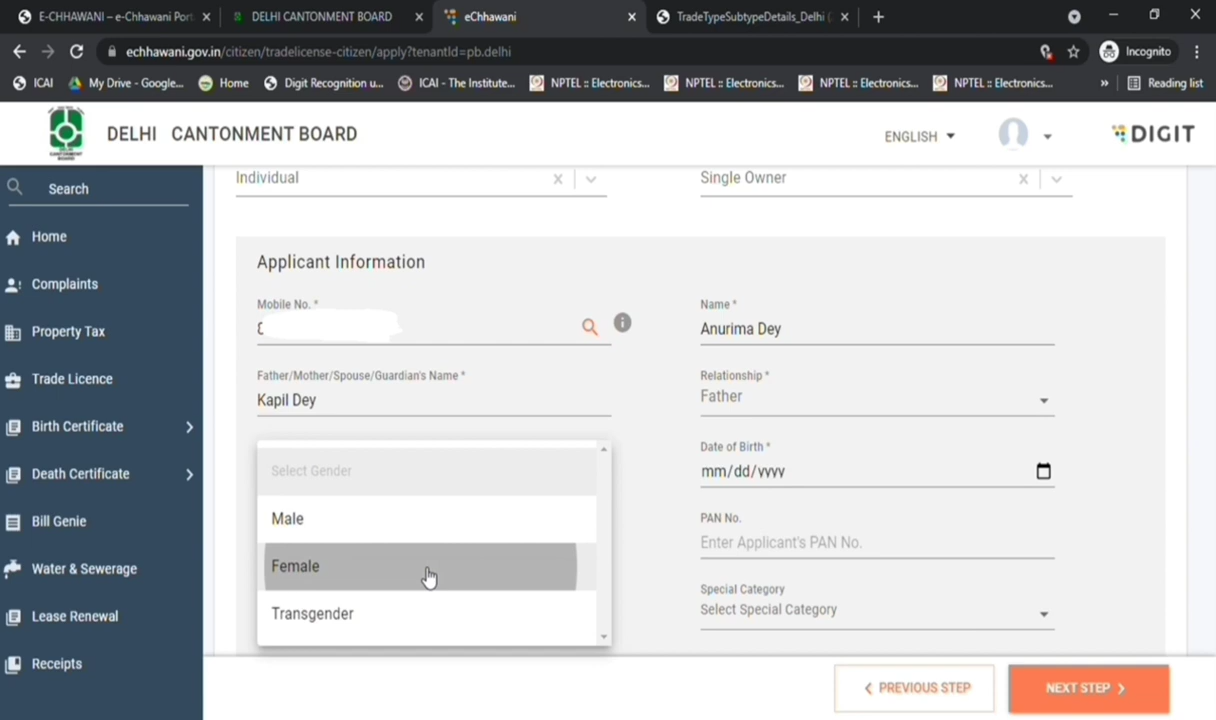 E-CHHAWANI – e-Chhawani Port
DELHI CANTONMENT BOARD
eChhawani
TradeTypeSubtypeDetails_Delhi (
echhawani.gov.in/citizen/tradelicense-citizen/apply?tenantId=pb.delhi
Incognito
ICAI
My Drive - Google...
Home
Digit Recognition u...
ICAI - The Institute...
NPTEL :: Electronics...
NPTEL :: Electronics...
NPTEL :: Electronics...
NPTEL :: Electronics...
»
Reading list
DELHI CANTONMENT BOARD
ENGLISH
DIGIT
Search
Home
Complaints
Property Tax
Trade Licence
Birth Certificate
Death Certificate
Bill Genie
Water & Sewerage
Lease Renewal
Receipts
Individual
Single Owner
Applicant Information
Mobile No. *
Name *
Anurima Dey
Father/Mother/Spouse/Guardian's Name *
Kapil Dey
Relationship *
Father
Select Gender
Male
Female
Transgender
Date of Birth *
mm/dd/yyyy
PAN No.
Enter Applicant's PAN No.
Special Category
Select Special Category
PREVIOUS STEP
NEXT STEP